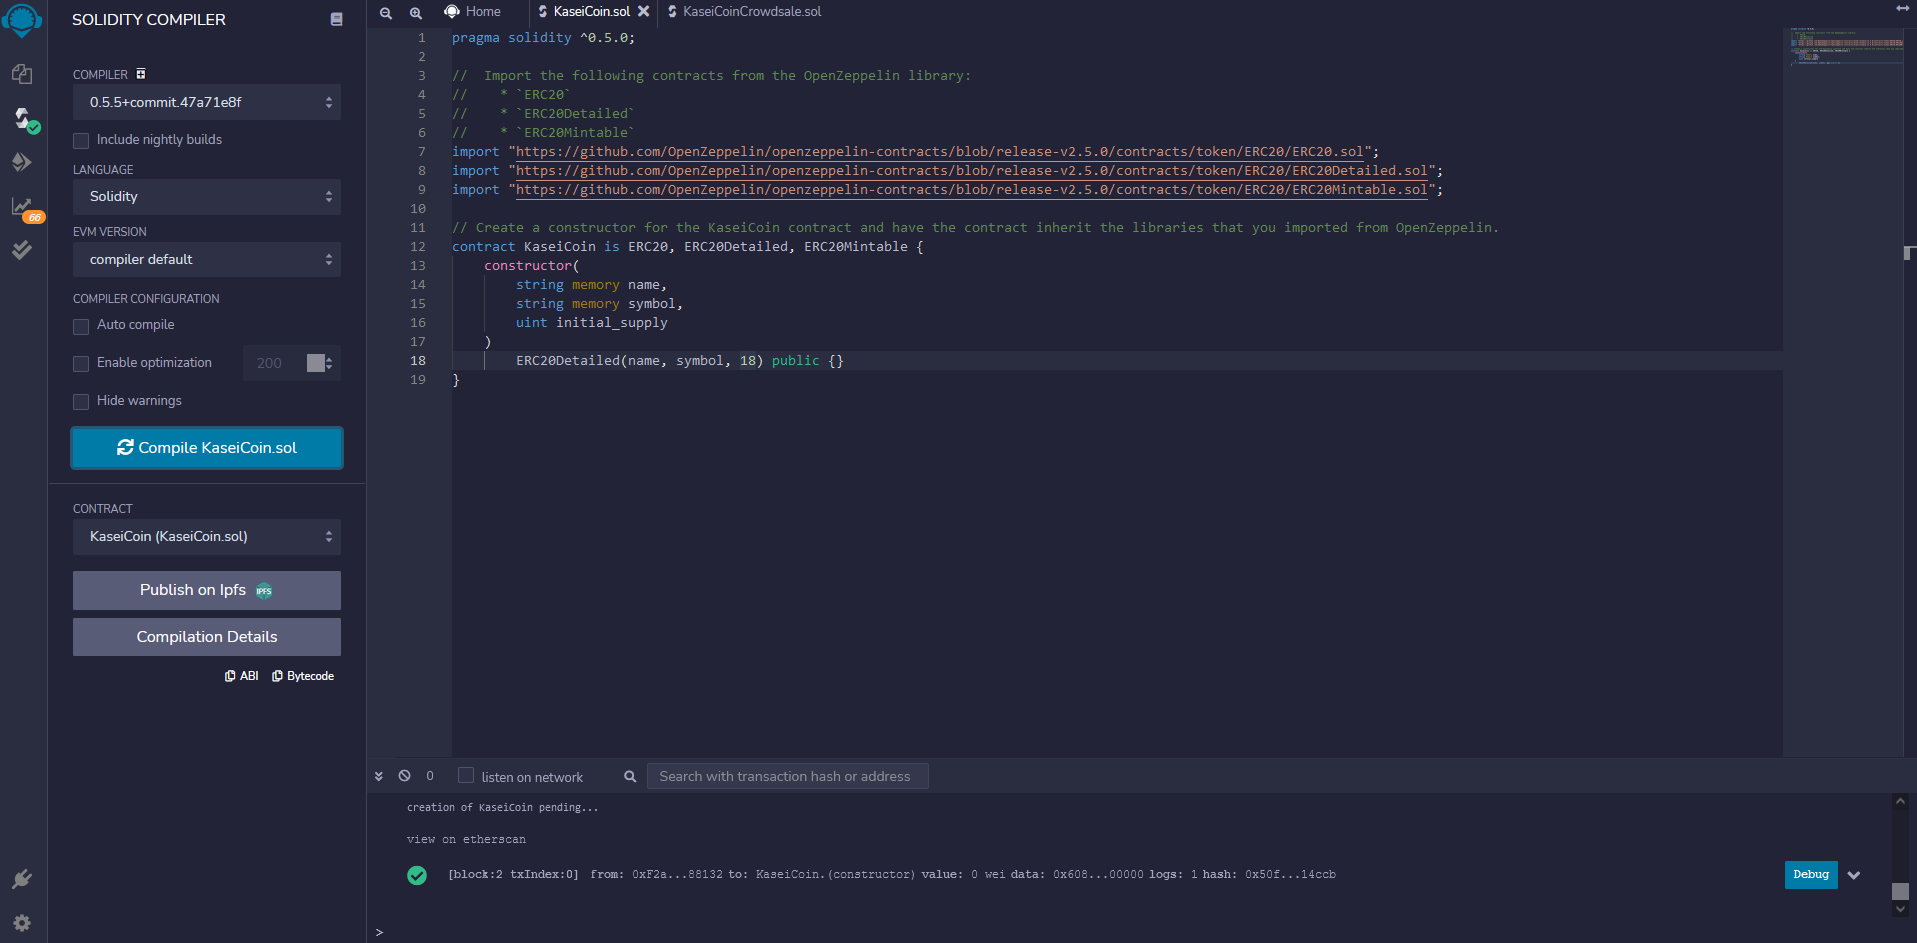 SOLIDITY COMPILER
COMPILER
0.5.5+commit.47a71e8f
Include nightly builds
LANGUAGE
Solidity
EVM VERSION
compiler default
COMPILER CONFIGURATION
Auto compile
Enable optimization
200
Hide warnings
Compile KaseiCoin.sol
CONTRACT
KaseiCoin (KaseiCoin.sol)
Publish on Ipfs IPFS
Compilation Details
ABI Bytecode
66
Home KaseiCoin.sol KaseiCoinCrowdsale.sol
1 pragma solidity ^0.5.0;
2
3 //  Import the following contracts from the OpenZeppelin library:
4 //    * `ERC20`
5 //    * `ERC20Detailed`
6 //    * `ERC20Mintable`
7 import "https://github.com/OpenZeppelin/openzeppelin-contracts/blob/release-v2.5.0/contracts/token/ERC20/ERC20.sol";
8 import "https://github.com/OpenZeppelin/openzeppelin-contracts/blob/release-v2.5.0/contracts/token/ERC20/ERC20Detailed.sol";
9 import "https://github.com/OpenZeppelin/openzeppelin-contracts/blob/release-v2.5.0/contracts/token/ERC20/ERC20Mintable.sol";
10
11 // Create a constructor for the KaseiCoin contract and have the contract inherit the libraries that you imported from OpenZeppelin.
12 contract KaseiCoin is ERC20, ERC20Detailed, ERC20Mintable {
13     constructor(
14         string memory name,
15         string memory symbol,
16         uint initial_supply
17     )
18         ERC20Detailed(name, symbol, 18) public {}
19 }
0 listen on network Search with transaction hash or address
creation of KaseiCoin pending...
view on etherscan
[block:2 txIndex:0] from: 0xF2a...88132 to: KaseiCoin.(constructor) value: 0 wei data: 0x608...00000 logs: 1 hash: 0x50f...14ccb
Debug
>